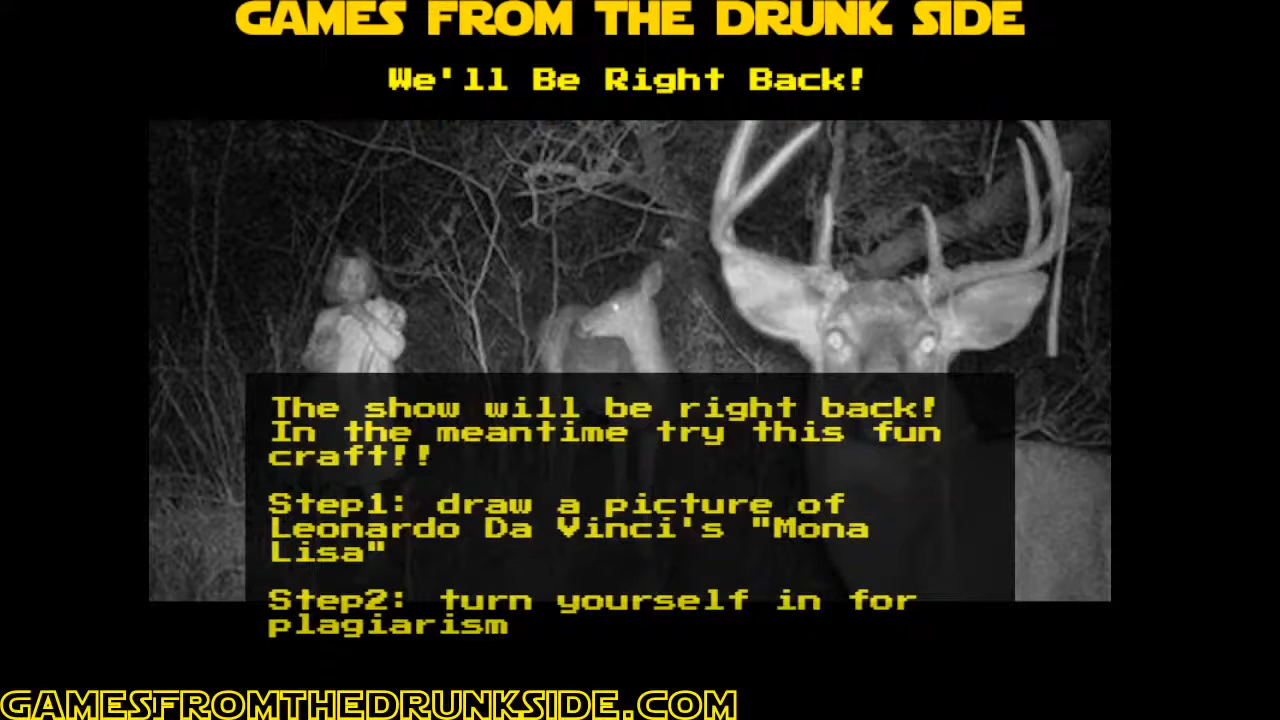 GAMES FROM THE DRUNK SIDE
We'll Be Right Back!
The show will be right back!
In the meantime try this fun
craft!!
Step1: draw a picture of
Leonardo Da Vinci's "Mona
Lisa"
Step2: turn yourself in for
plagiarism
GAMESFROMTHEDRUNKSIDE.COM